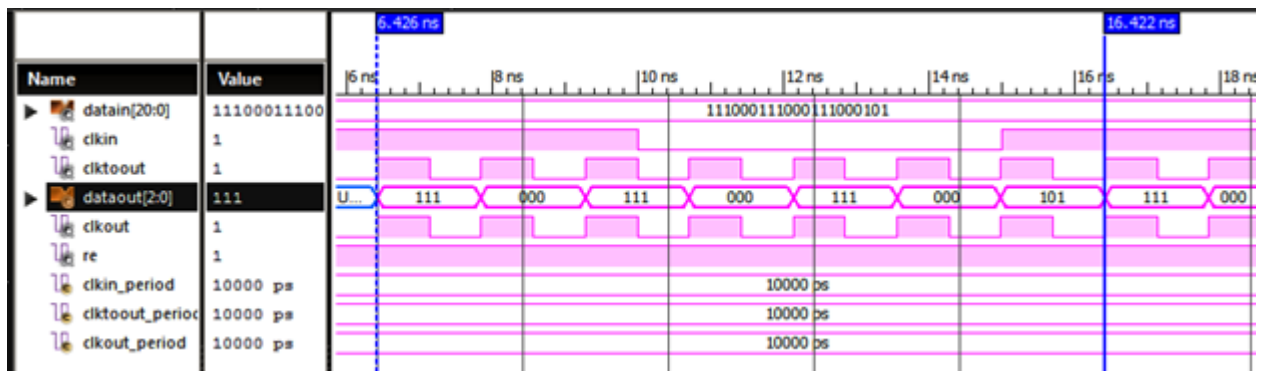 6.426 ns 16.422 ns
Name Value 6 ns 8 ns 10 ns 12 ns 14 ns 16 ns 18 ns
datain[20:0] 11100011100 111000111000111000101
clkin 1
clktoout 1
dataout[2:0] 111 U... 111 000 111 000 111 000 101 111 000
clkout 1
re 1
clkin_period 10000 ps 10000 ps
clktoout_perioc 10000 ps 10000 ps
clkout_period 10000 ps 10000 ps